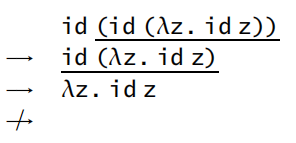 id (id (λz. id z))
→ id (λz. id z)
→ λz. id z
↛